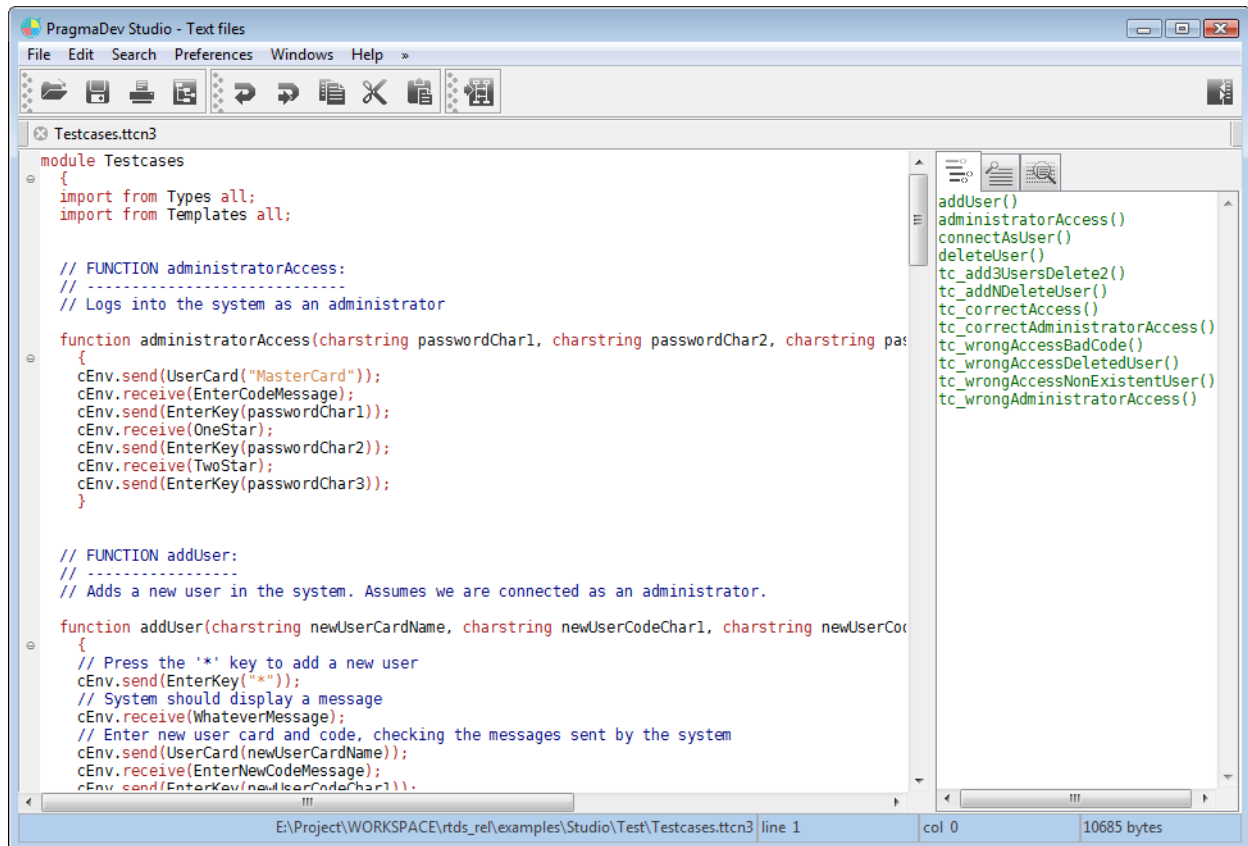 PragmaDev Studio - Text files
File Edit Search Preferences Windows Help »
Testcases.ttcn3
module Testcases
{
import from Types all;
import from Templates all;
// FUNCTION administratorAccess:
// -----------------------------
// Logs into the system as an administrator
function administratorAccess(charstring passwordChar1, charstring passwordChar2, charstring pas
{
cEnv.send(UserCard("MasterCard"));
cEnv.receive(EnterCodeMessage);
cEnv.send(EnterKey(passwordChar1));
cEnv.receive(OneStar);
cEnv.send(EnterKey(passwordChar2));
cEnv.receive(TwoStar);
cEnv.send(EnterKey(passwordChar3));
}
// FUNCTION addUser:
// -----------------
// Adds a new user in the system. Assumes we are connected as an administrator.
function addUser(charstring newUserCardName, charstring newUserCodeChar1, charstring newUserCod
{
// Press the '*' key to add a new user
cEnv.send(EnterKey("*"));
// System should display a message
cEnv.receive(WhateverMessage);
// Enter new user card and code, checking the messages sent by the system
cEnv.send(UserCard(newUserCardName));
cEnv.receive(EnterNewCodeMessage);
cEnv.send(EnterKey(newUserCodeChar1));
addUser()
administratorAccess()
connectAsUser()
deleteUser()
tc_add3UsersDelete2()
tc_addNDeleteUser()
tc_correctAccess()
tc_correctAdministratorAccess()
tc_wrongAccessBadCode()
tc_wrongAccessDeletedUser()
tc_wrongAccessNonExistentUser()
tc_wrongAdministratorAccess()
E:\Project\WORKSPACE\rtds_rel\examples\Studio\Test\Testcases.ttcn3 line 1 col 0 10685 bytes